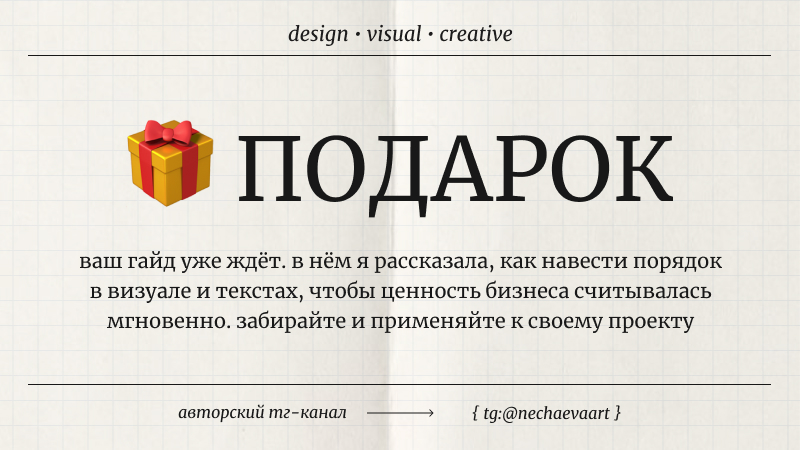 design • visual • creative
ПОДАРОК
ваш гайд уже ждёт. в нём я рассказала, как навести порядок
в визуале и текстах, чтобы ценность бизнеса считывалась
мгновенно. забирайте и применяйте к своему проекту
авторский тг-канал { tg:@nechaevaart }